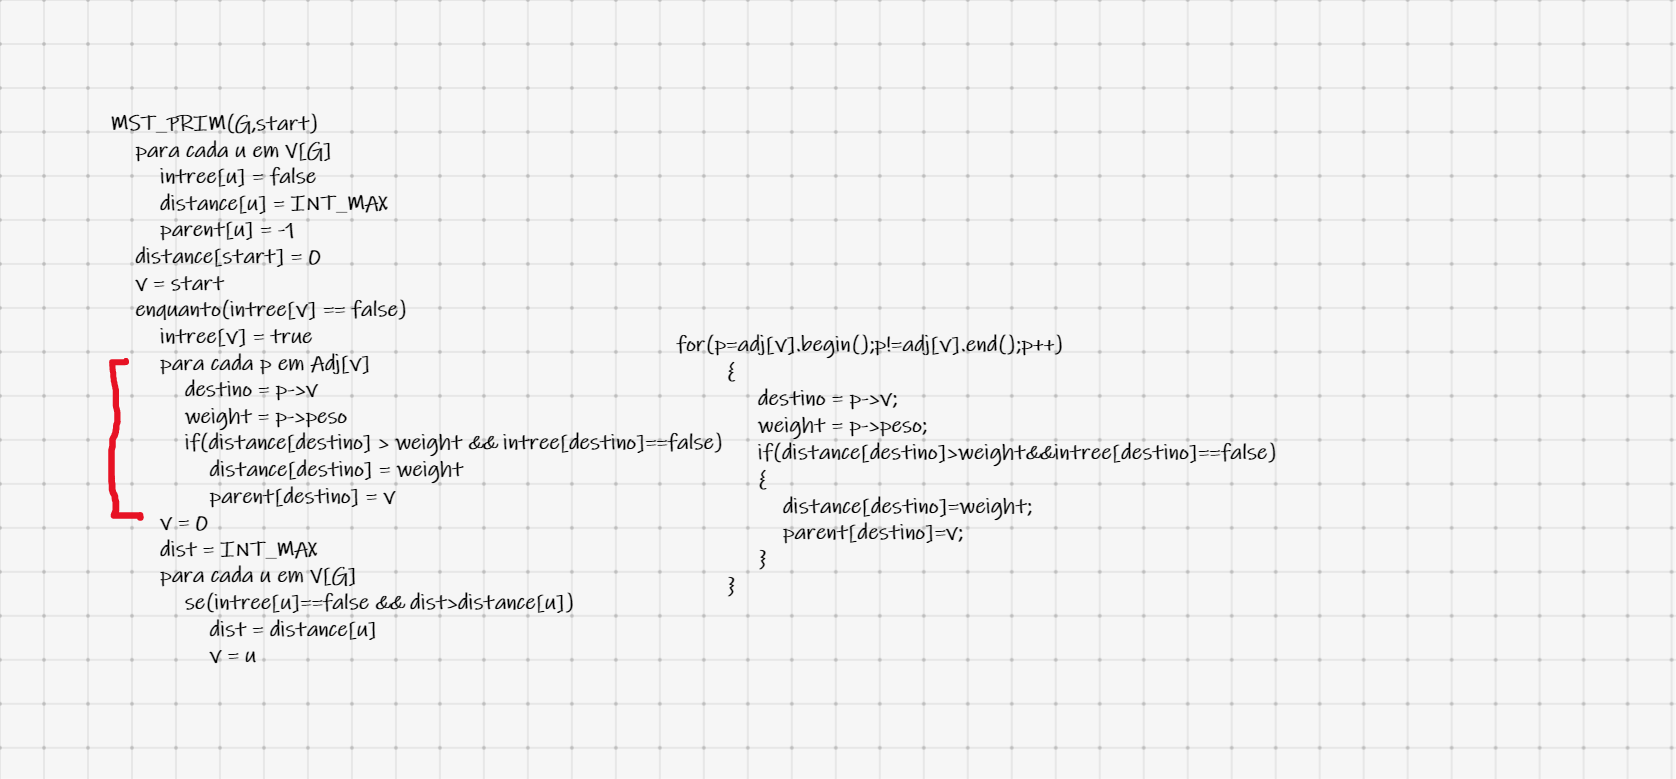 MST_PRIM(G,start)
para cada u em V[G]
intree[u] = false
distance[u] = INT_MAX
parent[u] = -1
distance[start] = 0
v = start
enquanto(intree[v] == false)
intree[v] = true
para cada p em Adj[v]
destino = p->v
weight = p->peso
if(distance[destino] > weight && intree[destino]==false)
distance[destino] = weight
parent[destino] = v
v = 0
dist = INT_MAX
para cada u em V[G]
se(intree[u]==false && dist>distance[u])
dist = distance[u]
v = u
for(p=adj[v].begin();p!=adj[v].end();p++)
{
destino = p->v;
weight = p->peso;
if(distance[destino]>weight&&intree[destino]==false)
{
distance[destino]=weight;
parent[destino]=v;
}
}